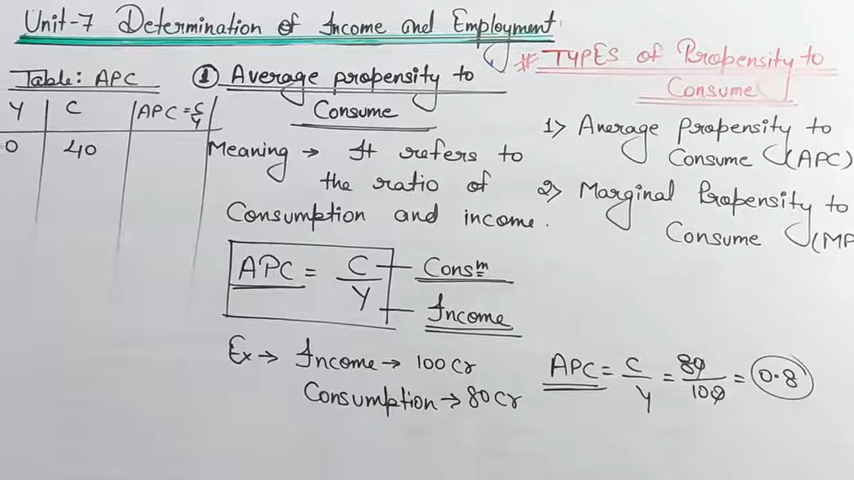 Unit-7 Determination of Income and Employment
# TYPES of Propensity to
Consume
Table: APC
Y C APC = C/Y
0 40
① Average propensity to
Consume
Meaning → It refers to
the ratio of
Consumption and income.
APC = C/Y
Consm
Income
Ex → Income → 100 Cr
Consumption → 80 Cr
APC = C/Y = 80/100 = 0.8
1> Average Propensity to
Consume (APC)
2> Marginal Propensity to
Consume (MP